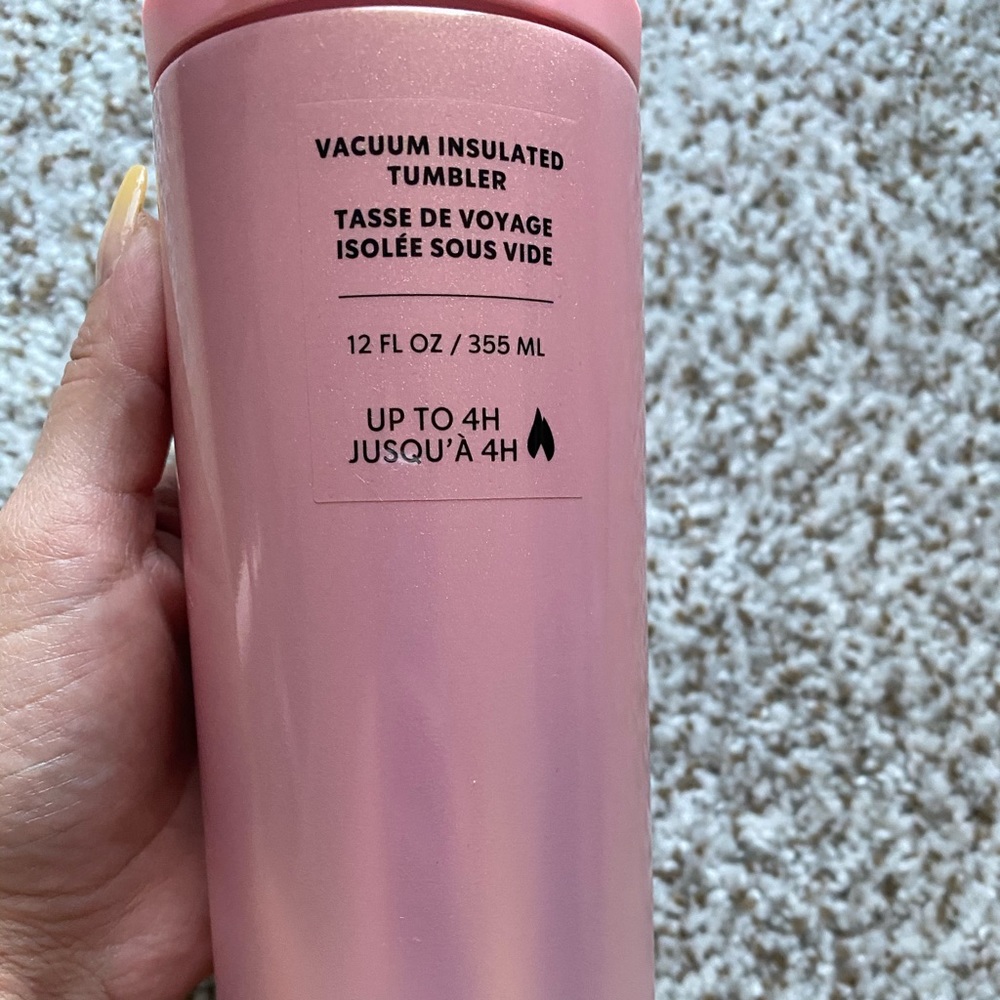 VACUUM INSULATED
TUMBLER
TASSE DE VOYAGE
ISOLÉE SOUS VIDE
12 FL OZ / 355 ML
UP TO 4H
JUSQU'À 4H